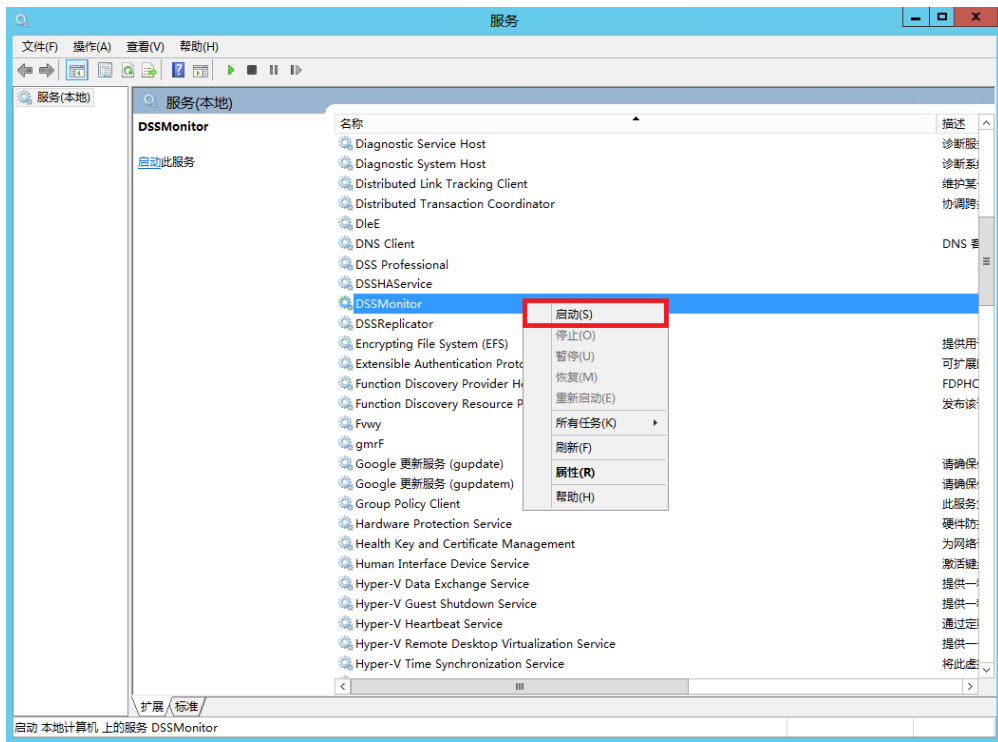 服务
文件(F) 操作(A) 查看(V) 帮助(H)
服务(本地)
服务(本地)
DSSMonitor
启动此服务
名称 描述
Diagnostic Service Host 诊断服
Diagnostic System Host 诊断系
Distributed Link Tracking Client 维护某
Distributed Transaction Coordinator 协调跨
DleE
DNS Client DNS 客
DSS Professional
DSSHAService
DSSMonitor
DSSReplicator
Encrypting File System (EFS) 提供用
Extensible Authentication Proto 可扩展
Function Discovery Provider H FDPHC
Function Discovery Resource P 发布该
Fvwy
gmrF
Google 更新服务 (gupdate) 请确保
Google 更新服务 (gupdatem) 请确保
Group Policy Client 此服务
Hardware Protection Service 硬件防
Health Key and Certificate Management 为网络
Human Interface Device Service 激活键
Hyper-V Data Exchange Service 提供一
Hyper-V Guest Shutdown Service 提供一
Hyper-V Heartbeat Service 通过定
Hyper-V Remote Desktop Virtualization Service 提供一
Hyper-V Time Synchronization Service 将此虚
启动(S)
停止(O)
暂停(U)
恢复(M)
重新启动(E)
所有任务(K)
刷新(F)
属性(R)
帮助(H)
扩展 标准
启动 本地计算机 上的服务 DSSMonitor